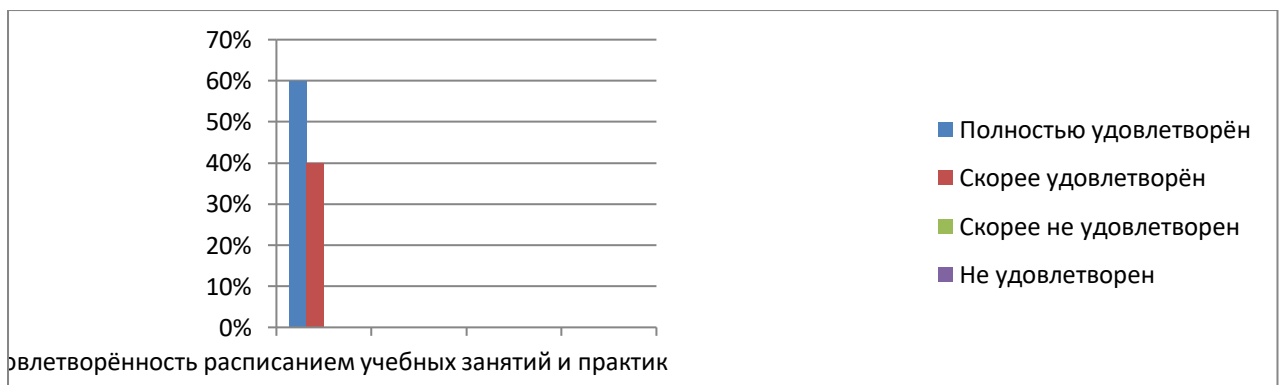 70%
60%
50%
40%
30%
20%
10%
0%
расписанием учебных занятий и практик
Полностью удовлетворён
Скорее удовлетворён
Скорее не удовлетворен
Не удовлетворен